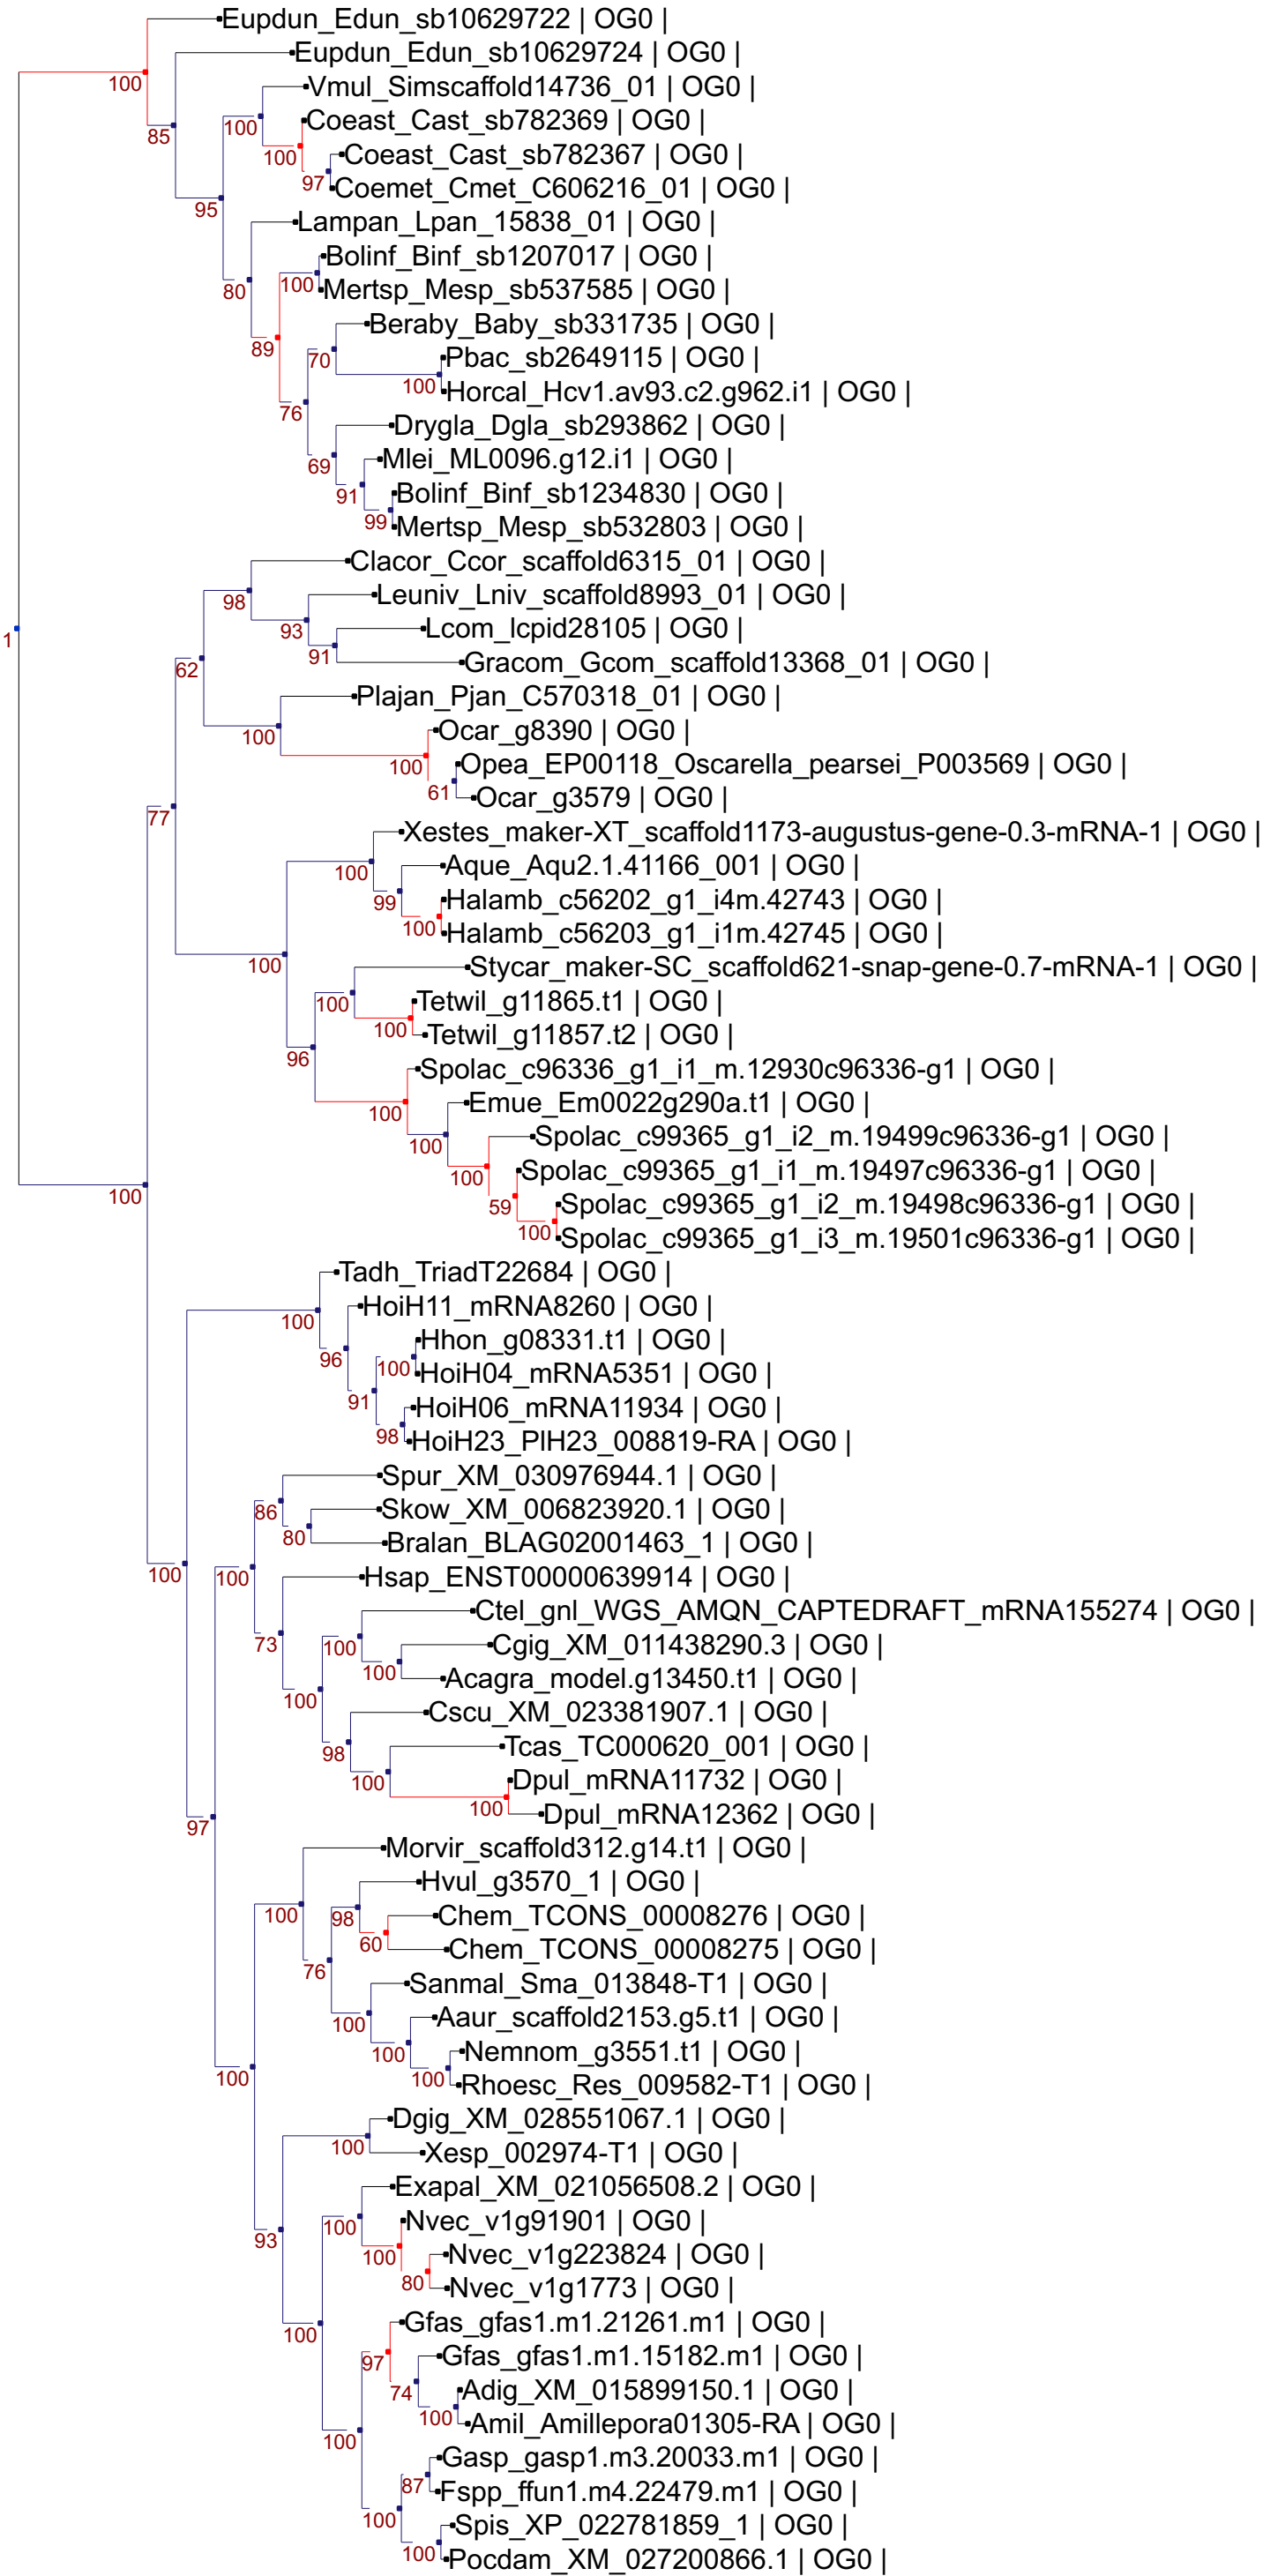 Eupdun_Edun_sb10629722 | OG0 |
Eupdun_Edun_sb10629724 | OG0 |
100
Vmul_Simscaffold14736_01 | OG0 |
Coeast_Cast_sb782369 | OG0 |
100
85
Coeast_Cast_sb782367 | OG0 |
100
97
Coemet_Cmet_C606216_01 | OG0 |
95
Lampan_Lpan_15838_01 | OG0 |
Bolinf_Binf_sb1207017 | OG0 |
100
80
Mertsp_Mesp_sb537585 | OG0 |
Beraby_Baby_sb331735 | OG0 |
89
70
Pbac_sb2649115 | OG0 |
100
Horcal_Hcv1.av93.c2.g962.i1 | OG0 |
76
Drygla_Dgla_sb293862 | OG0 |
Mlei_ML0096.g12.i1 | OG0 |
69
91
Bolinf_Binf_sb1234830 | OG0 |
99
Mertsp_Mesp_sb532803 | OG0 |
Clacor_Ccor_scaffold6315_01 | OG0 |
Leuniv_Lniv_scaffold8993_01 | OG0 |
98
Lcom_lcpid28105 | OG0 |
93
1
91
Gracom_Gcom_scaffold13368_01 | OG0 |
62
Plajan_Pjan_C570318_01 | OG0 |
Ocar_g8390 | OG0 |
100
Opea_EP00118_Oscarella_pearsei_P003569 | OG0 |
100
61
Ocar_g3579 | OG0 |
77
Xestes_maker-XT_scaffold1173-augustus-gene-0.3-mRNA-1 | OG0 |
Aque_Aqu2.1.41166_001 | OG0 |
100
Halamb_c56202_g1_i4m.42743 | OG0 |
99
100
Halamb_c56203_g1_i1m.42745 | OG0 |
100
Stycar_maker-SC_scaffold621-snap-gene-0.7-mRNA-1 | OG0 |
Tetwil_g11865.t1 | OG0 |
100
100
Tetwil_g11857.t2 | OG0 |
96
Spolac_c96336_g1_i1_m.12930c96336-g1 | OG0 |
Emue_Em0022g290a.t1 | OG0 |
100
Spolac_c99365_g1_i2_m.19499c96336-g1 | OG0 |
100
Spolac_c99365_g1_i1_m.19497c96336-g1 | OG0 |
100
100
Spolac_c99365_g1_i2_m.19498c96336-g1 | OG0 |
59
100
Spolac_c99365_g1_i3_m.19501c96336-g1 | OG0 |
Tadh_TriadT22684 | OG0 |
HoiH11_mRNA8260 | OG0 |
100
Hhon_g08331.t1 | OG0 |
96
100
HoiH04_mRNA5351 | OG0 |
91
HoiH06_mRNA11934 | OG0 |
98
HoiH23_PlH23_008819-RA | OG0 |
Spur_XM_030976944.1 | OG0 |
86
Skow_XM_006823920.1 | OG0 |
80
Bralan_BLAG02001463_1 | OG0 |
100
100
Hsap_ENST00000639914 | OG0 |
Ctel_gnl_WGS_AMQN_CAPTEDRAFT_mRNA155274 | OG0 |
73
100
Cgig_XM_011438290.3 | OG0 |
100
Acagra_model.g13450.t1 | OG0 |
100
Cscu_XM_023381907.1 | OG0 |
Tcas_TC000620_001 | OG0 |
98
100
Dpul_mRNA11732 | OG0 |
100
Dpul_mRNA12362 | OG0 |
97
Morvir_scaffold312.g14.t1 | OG0 |
Hvul_g3570_1 | OG0 |
100
98
Chem_TCONS_00008276 | OG0 |
60
Chem_TCONS_00008275 | OG0 |
76
Sanmal_Sma_013848-T1 | OG0 |
Aaur_scaffold2153.g5.t1 | OG0 |
100
Nemnom_g3551.t1 | OG0 |
100
100
100
Rhoesc_Res_009582-T1 | OG0 |
Dgig_XM_028551067.1 | OG0 |
100
Xesp_002974-T1 | OG0 |
Exapal_XM_021056508.2 | OG0 |
Nvec_v1g91901 | OG0 |
93
100
Nvec_v1g223824 | OG0 |
100
80
Nvec_v1g1773 | OG0 |
Gfas_gfas1.m1.21261.m1 | OG0 |
100
Gfas_gfas1.m1.15182.m1 | OG0 |
97
Adig_XM_015899150.1 | OG0 |
74
100
Amil_Amillepora01305-RA | OG0 |
100
Gasp_gasp1.m3.20033.m1 | OG0 |
87
Fspp_ffun1.m4.22479.m1 | OG0 |
100
Spis_XP_022781859_1 | OG0 |
100
Pocdam_XM_027200866.1 | OG0 |